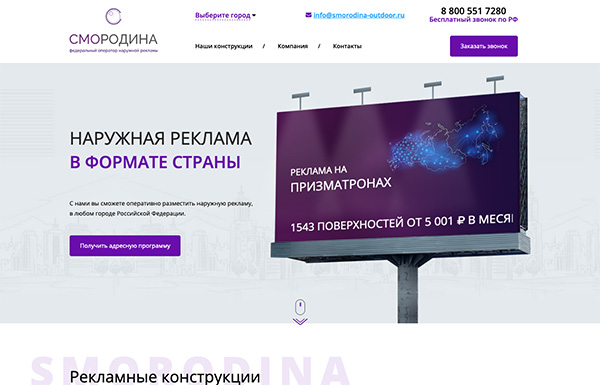 СМОРОДИНА
федеральный оператор наружной рекламы
Выберите город
info@smorodina-outdoor.ru
8 800 551 7280
Бесплатный звонок по РФ
Наши конструкции / Компания / Контакты
Заказать звонок
НАРУЖНАЯ РЕКЛАМА
В ФОРМАТЕ СТРАНЫ
С нами вы сможете оперативно разместить наружную рекламу,
в любом городе Российской Федерации.
Получить адресную программу
РЕКЛАМА НА
ПРИЗМАТРОНАХ
1543 ПОВЕРХНОСТЕЙ ОТ 5 001 ₽ В МЕСЯ
SMORODINA
Рекламные конструкции